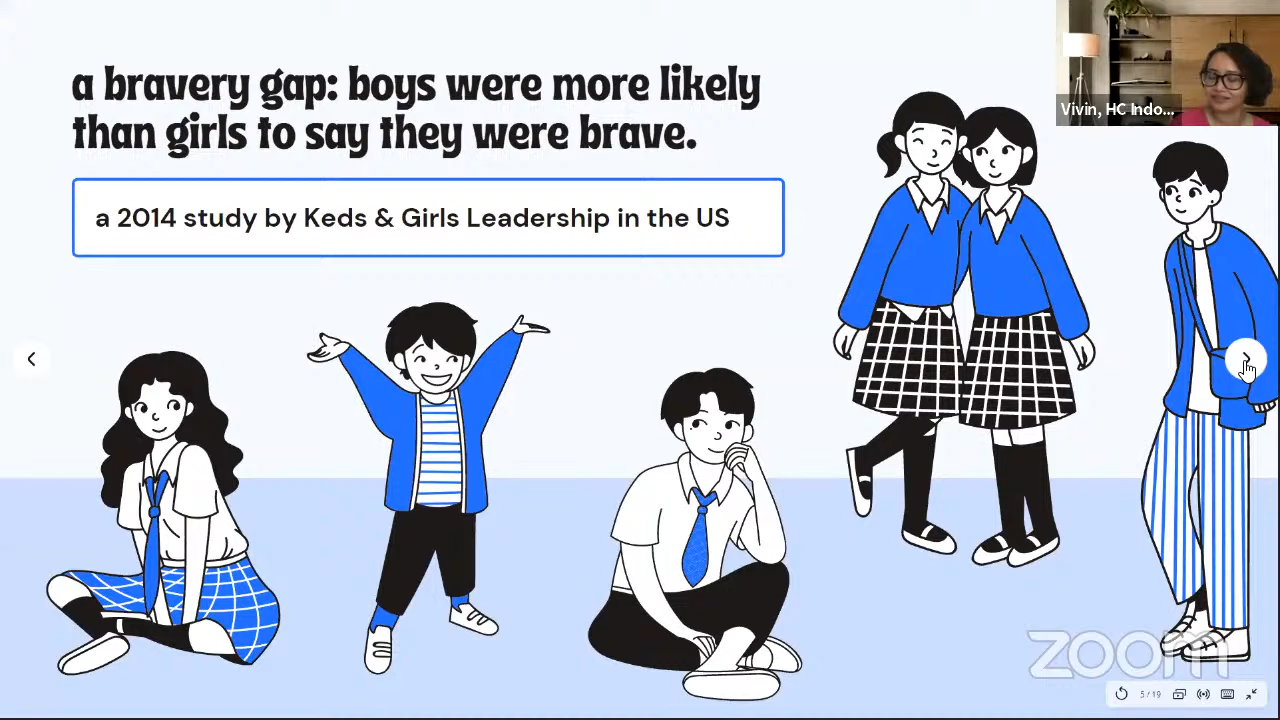 a bravery gap: boys were more likely
than girls to say they were brave.
a 2014 study by Keds & Girls Leadership in the US
Vivin, HC Indo...
zoom
5/19